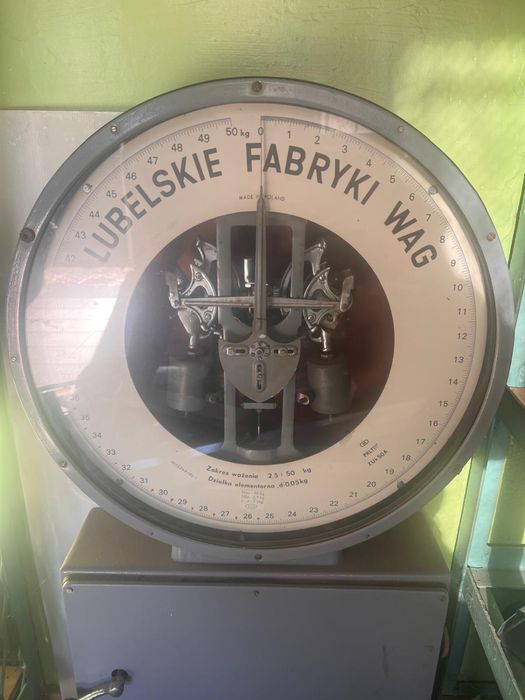 50 kg 0 1 2 3 4 5 6 7 8 9 10 11 12 13 14 15 16 17 18 19 20 21 22 23 24 25 26 27 28 29 30 31 32 33 34 35 36
42 43 44 45 46 47 48 49
LUBELSKIE FABRYKI WAG
MADE IN POLAND
Zakres ważenia 2,5 ÷ 50 kg
Działka elementarna „d”0,05kg